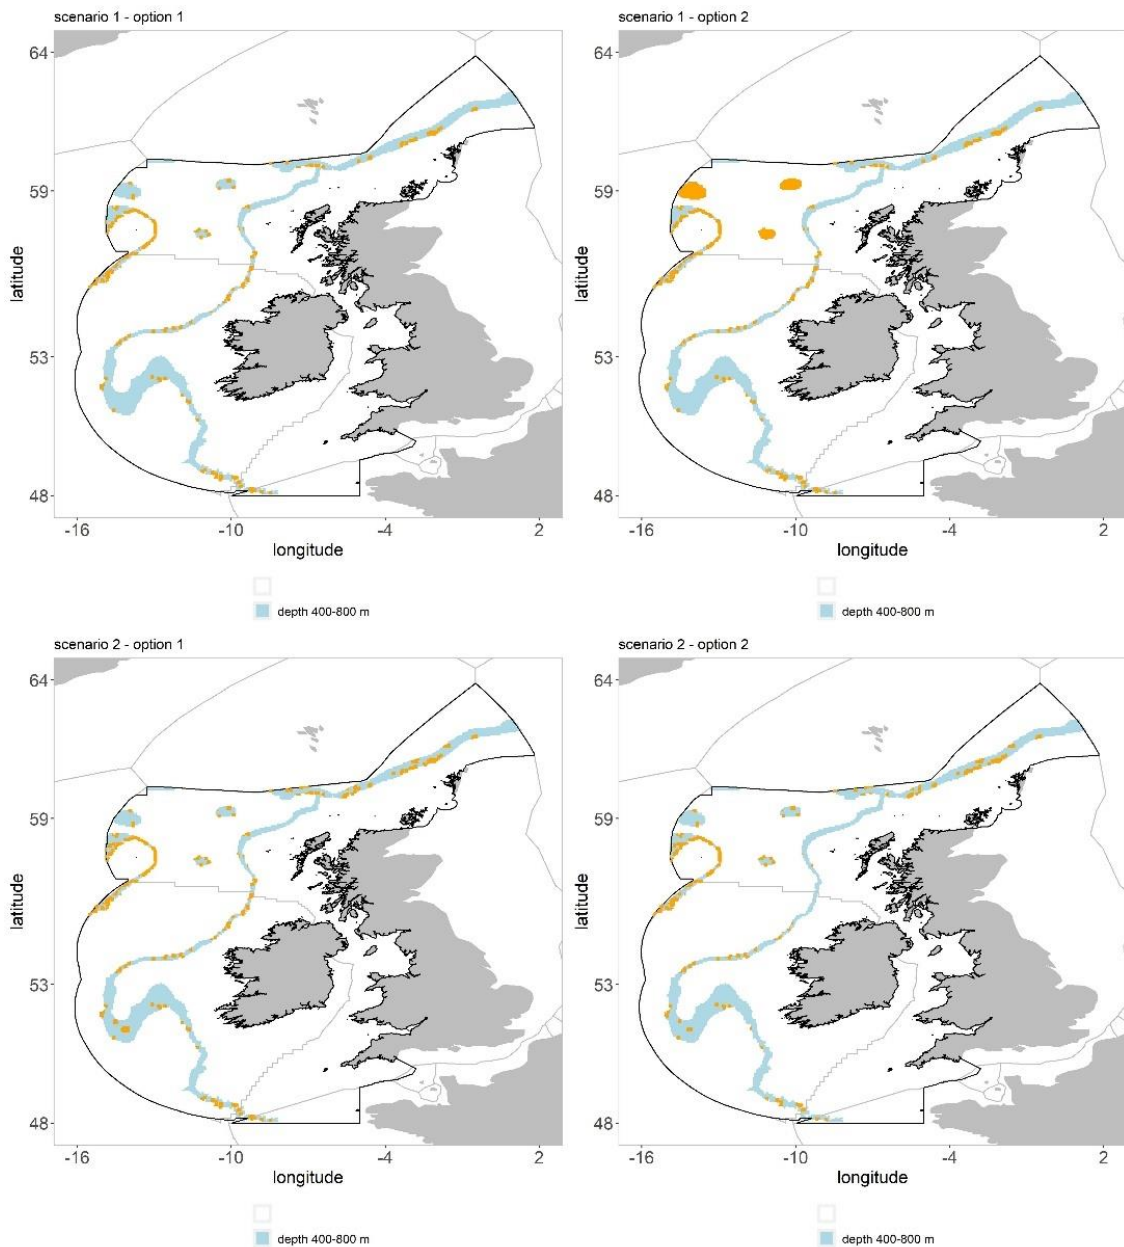 scenario 1 - option 1
scenario 1 - option 2
64
59
53
48
latitude
-16
-10
-4
2
longitude
depth 400-800 m
64
59
53
48
latitude
-16
-10
-4
2
longitude
depth 400-800 m
scenario 2 - option 1
scenario 2 - option 2
64
59
53
48
latitude
-16
-10
-4
2
longitude
depth 400-800 m
64
59
53
48
latitude
-16
-10
-4
2
longitude
depth 400-800 m